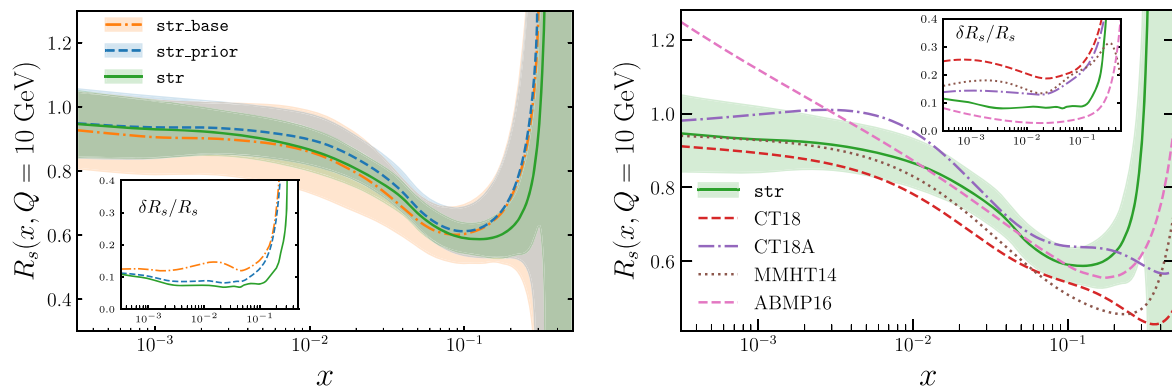 R_s(x, Q = 10 GeV)
1.2
1.0
0.8
0.6
0.4
str_base
str_prior
str
0.4
0.3
0.2
0.1
0.0
δR_s/R_s
10^−3
10^−2
10^−1
10^−3
10^−2
10^−1
x
R_s(x, Q = 10 GeV)
1.2
1.0
0.8
0.6
0.4
0.3
0.2
0.1
0.0
δR_s/R_s
10^−3
10^−2
10^−1
str
CT18
CT18A
MMHT14
ABMP16
10^−3
10^−2
10^−1
x